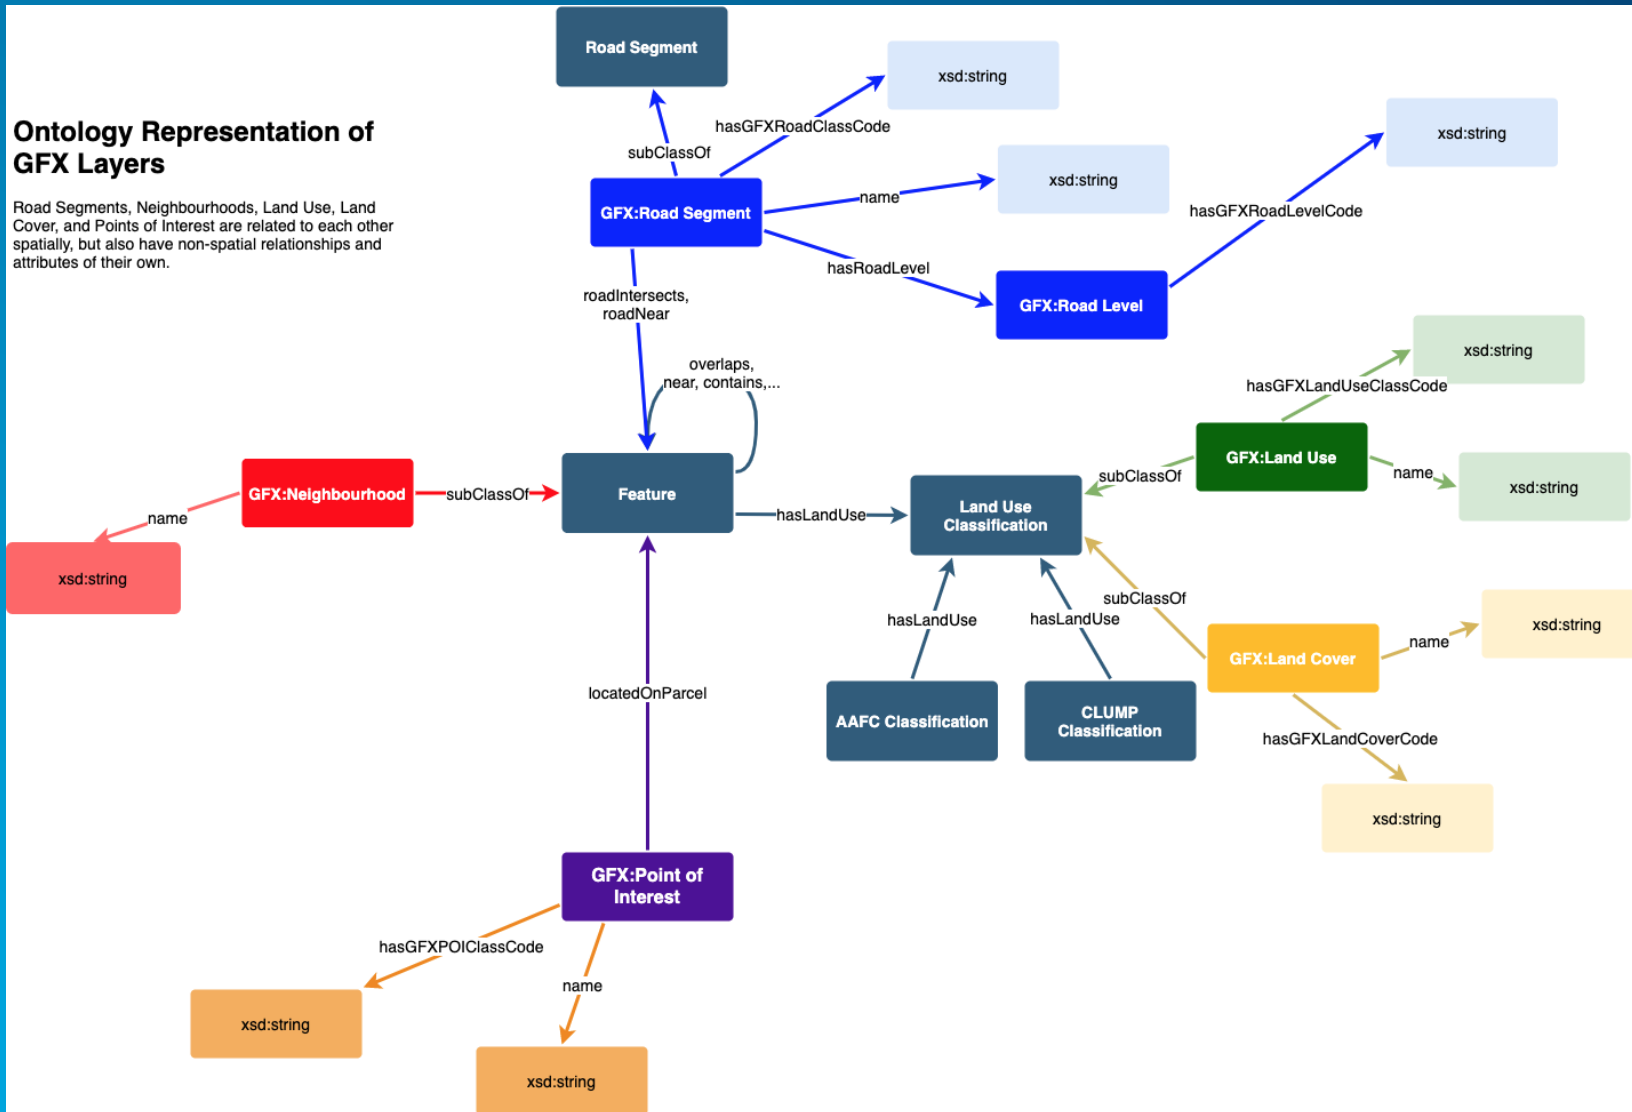 Road Segment
xsd:string
hasGFXRoadClassCode
Ontology Representation of
GFX Layers
xsd:string
subClassOf
xsd:string
Road Segments, Neighbourhoods, Land Use, Land
Cover, and Points of Interest are related to each other
spatially, but also have non-spatial relationships and
attributes of their own.
GFX:Road Segment
name
hasGFXRoadLevelCode
hasRoadLevel
roadIntersects,
roadNear
GFX:Road Level
xsd:string
overlaps,
near, contains,...
hasGFXLandUseClassCode
GFX:Land Use
subClassOf
name
xsd:string
GFX:Neighbourhood
subClassOf
Feature
hasLandUse
Land Use
Classification
name
xsd:string
subClassOf
hasLandUse
hasLandUse
xsd:string
name
GFX:Land Cover
locatedOnParcel
AAFC Classification
CLUMP
Classification
hasGFXLandCoverCode
xsd:string
GFX:Point of
Interest
hasGFXPOIClassCode
name
xsd:string
xsd:string